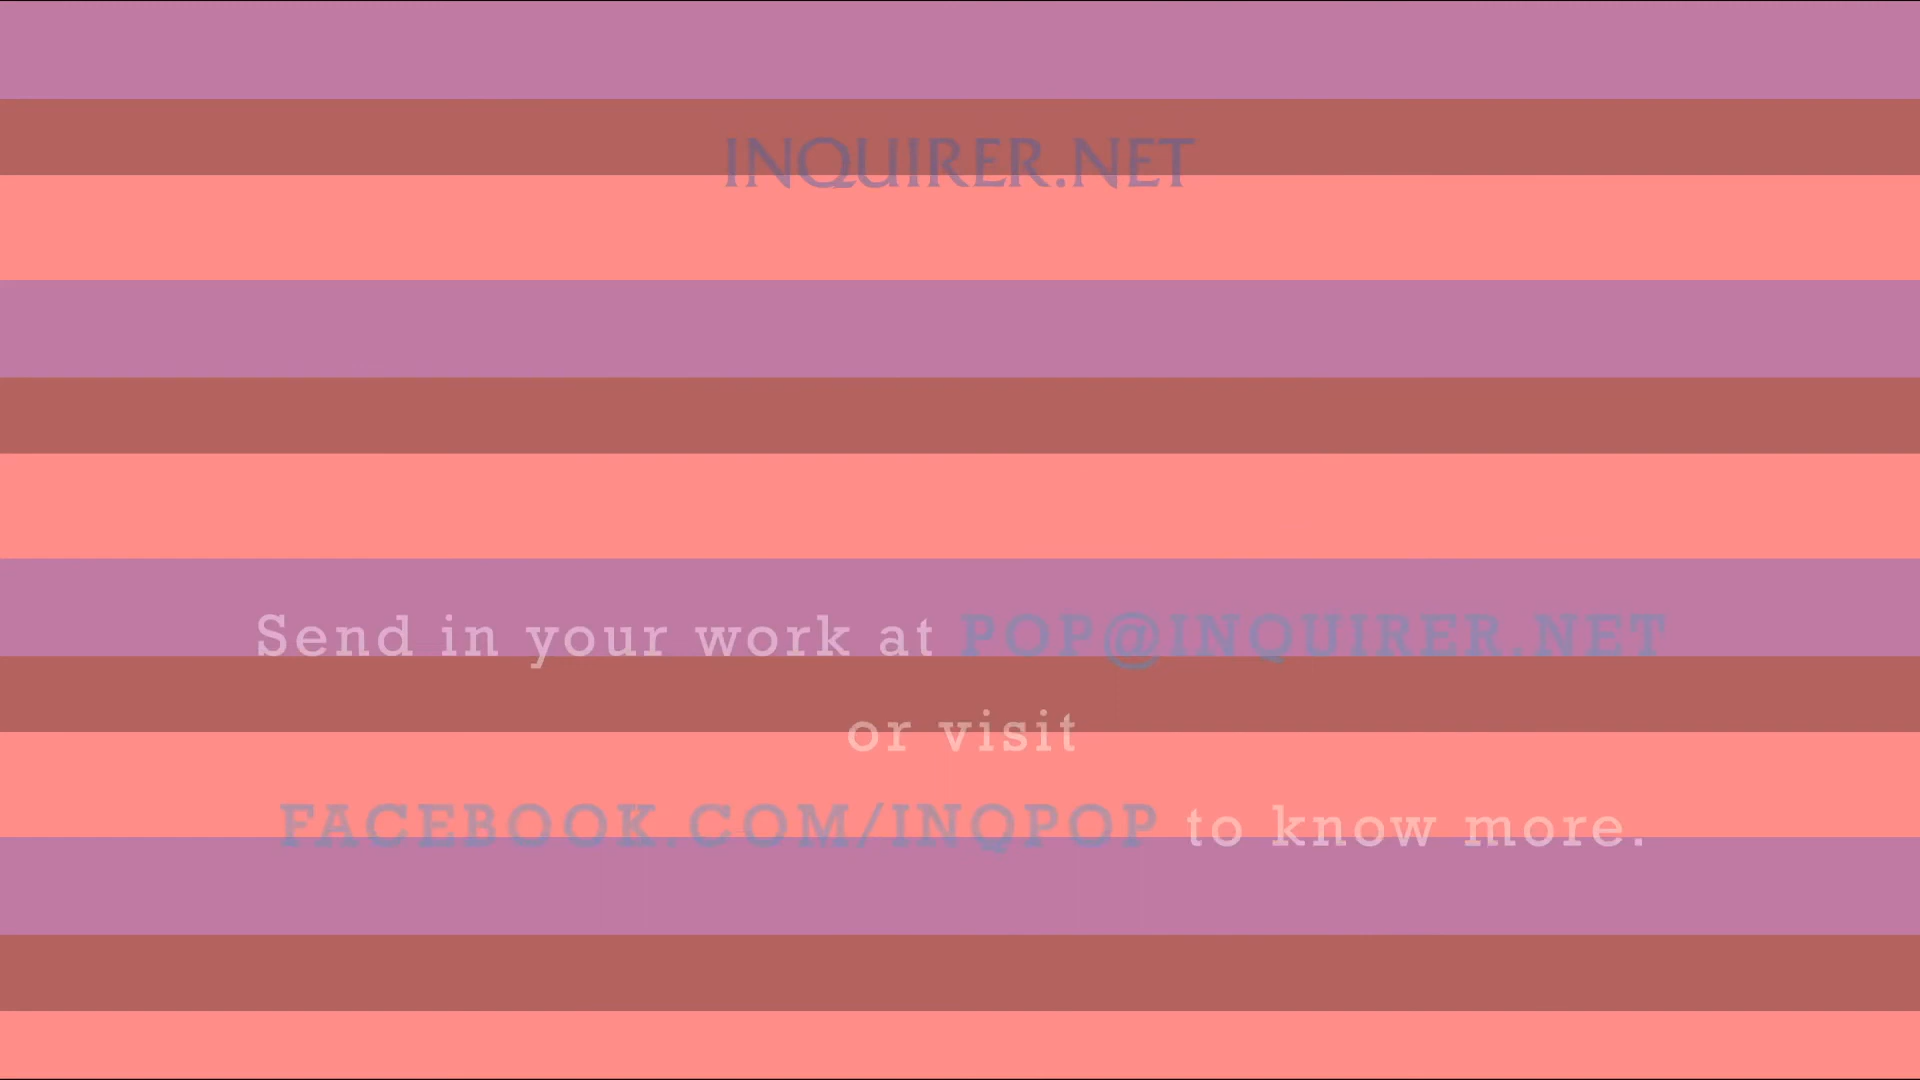 INQUIRER.NET
Send in your work at POP@INQUIRER.NET
or visit
FACEBOOK.COM/INQPOP to know more.